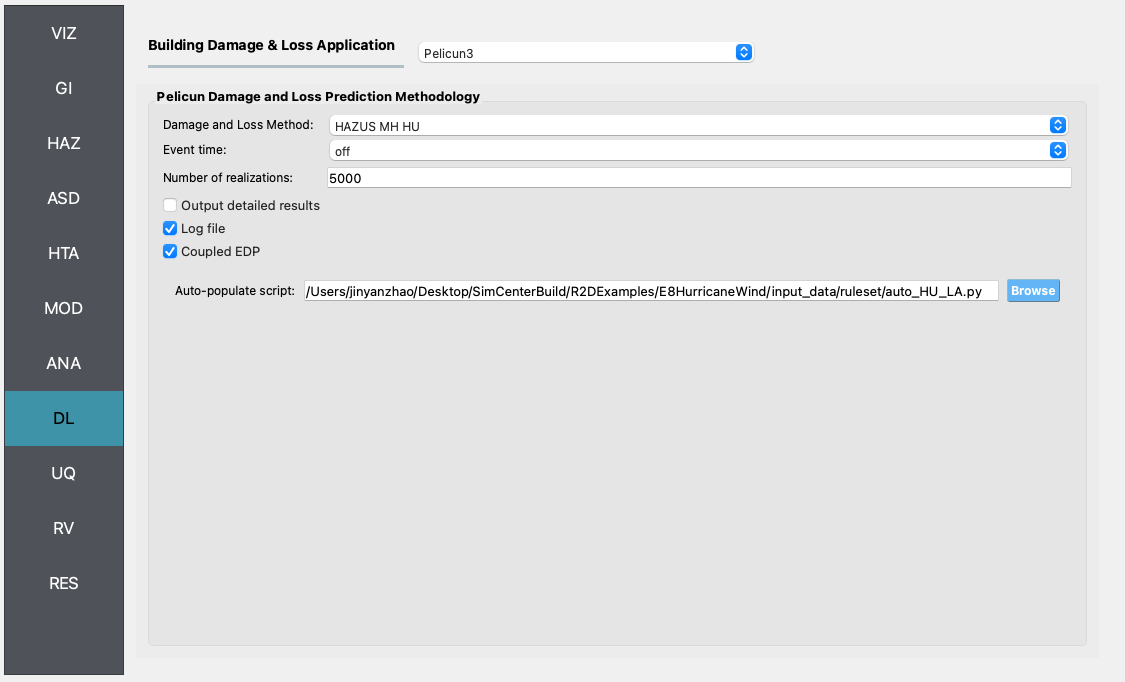 VIZ
GI
HAZ
ASD
HTA
MOD
ANA
DL
UQ
RV
RES
Building Damage & Loss Application
Pelicun3
Pelicun Damage and Loss Prediction Methodology
Damage and Loss Method: HAZUS MH HU
Event time: off
Number of realizations: 5000
Output detailed results
Log file
Coupled EDP
Auto-populate script: /Users/jinyanzhao/Desktop/SimCenterBuild/R2DExamples/E8HurricaneWind/input_data/ruleset/auto_HU_LA.py Browse